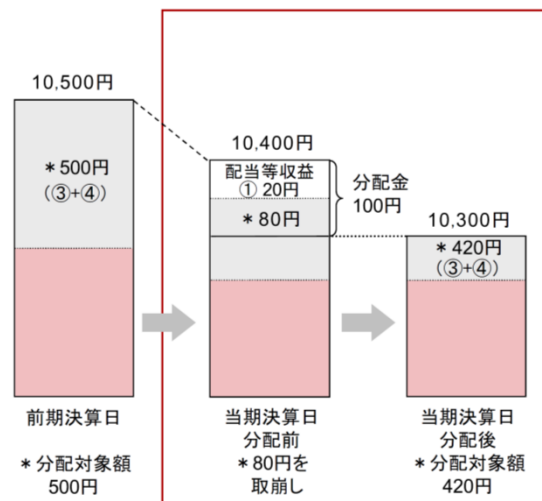 10,500円
＊500円
（③+④）
前期決算日
＊分配対象額
500円
10,400円
配当等収益
① 20円
＊80円
分配金
100円
当期決算日
分配前
＊80円を
取崩し
10,300円
＊420円
（③+④）
当期決算日
分配後
＊分配対象額
420円